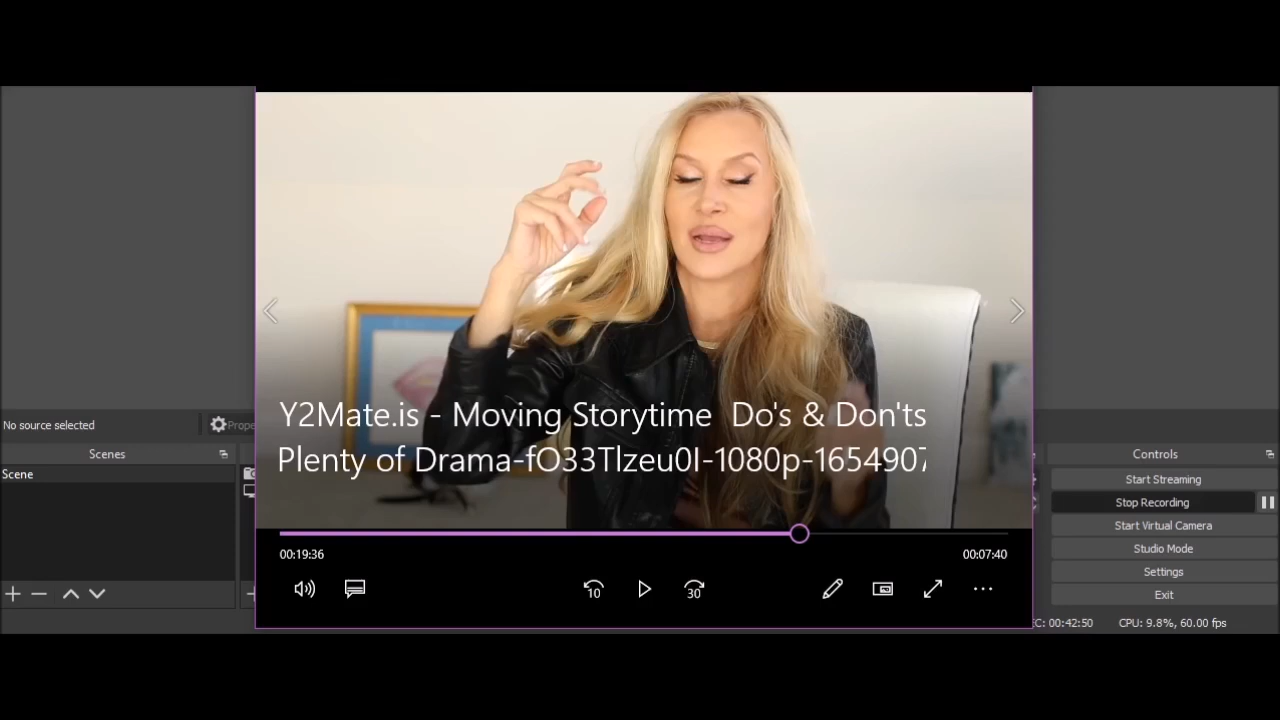 Y2Mate.is - Moving Storytime  Do's & Don'ts
Plenty of Drama-fO33Tlzeu0I-1080p-165490
00:19:36
00:07:40
10
30
No source selected
Scenes
Scene
Controls
Start Streaming
Stop Recording
Start Virtual Camera
Studio Mode
Settings
Exit
00:42:50
CPU: 9.8%, 60.00 fps